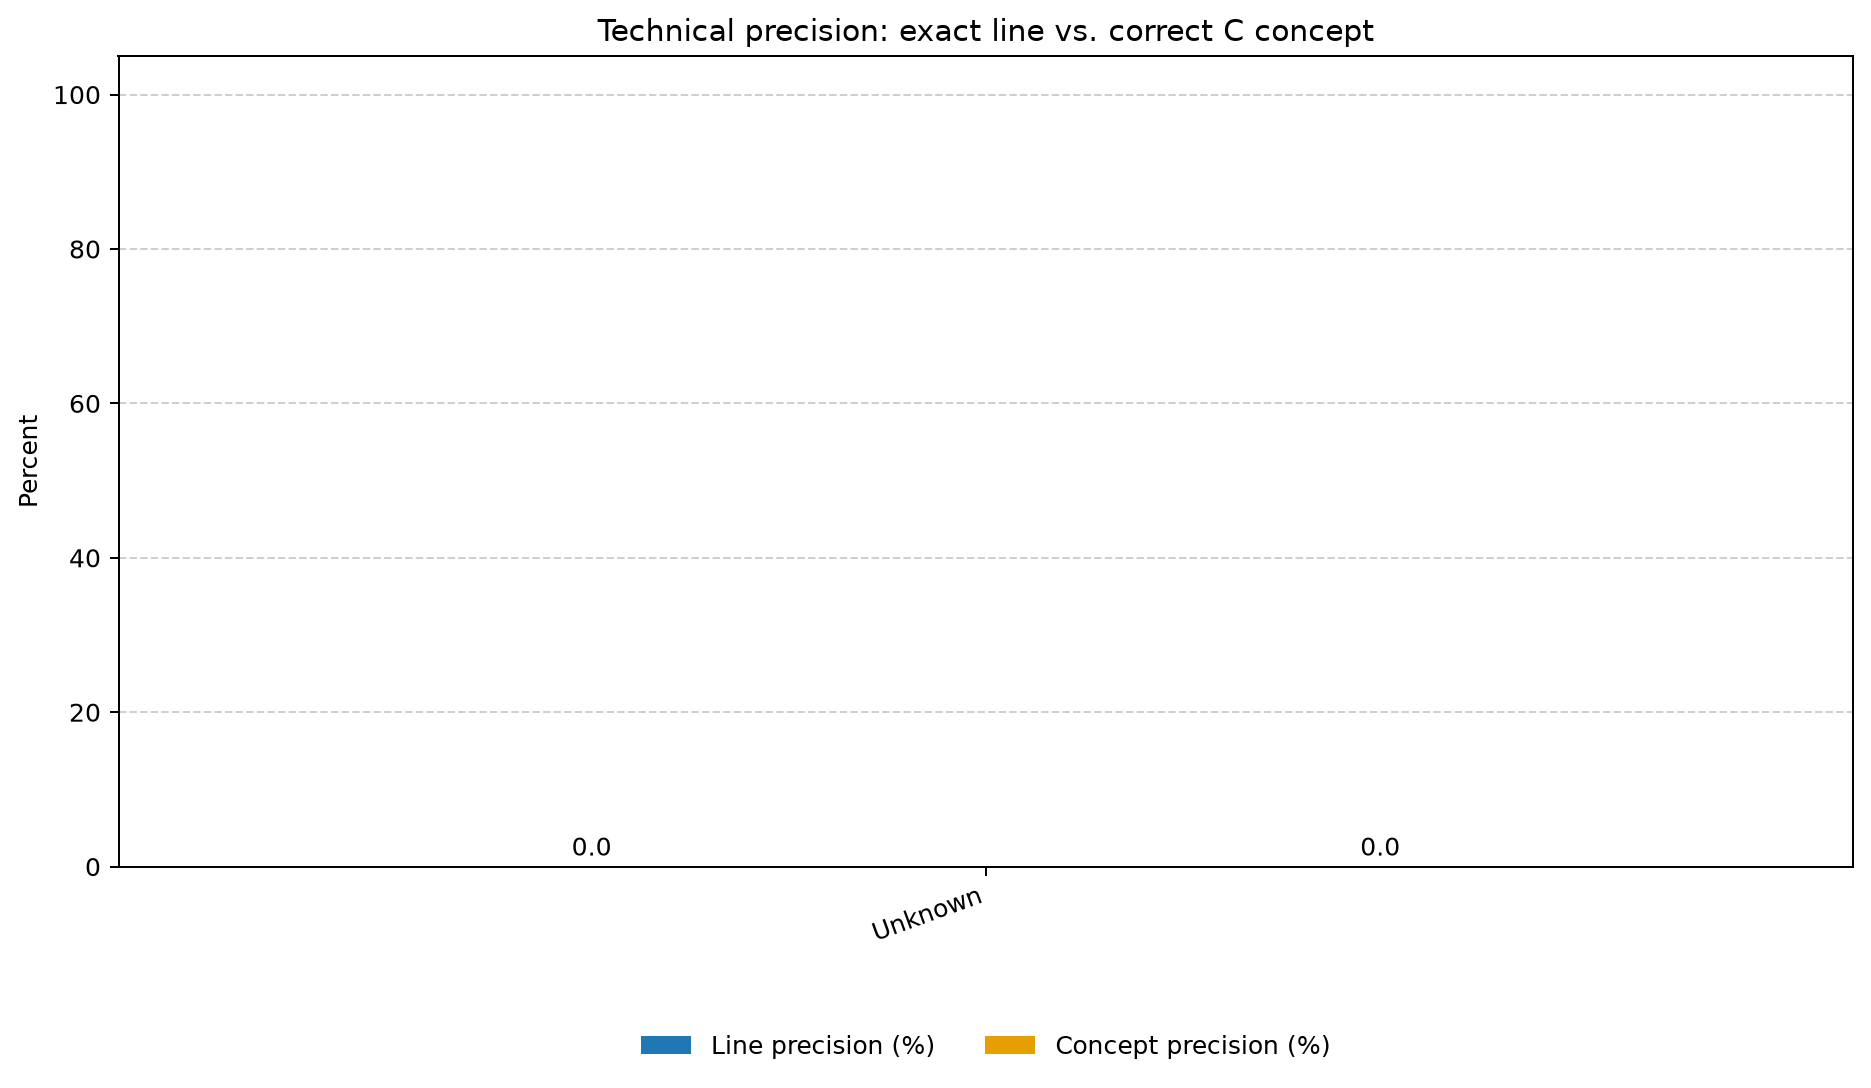 Technical precision: exact line vs. correct C concept
100
80
60
40
20
0
Percent
0.0
0.0
Unknown
Line precision (%)
Concept precision (%)